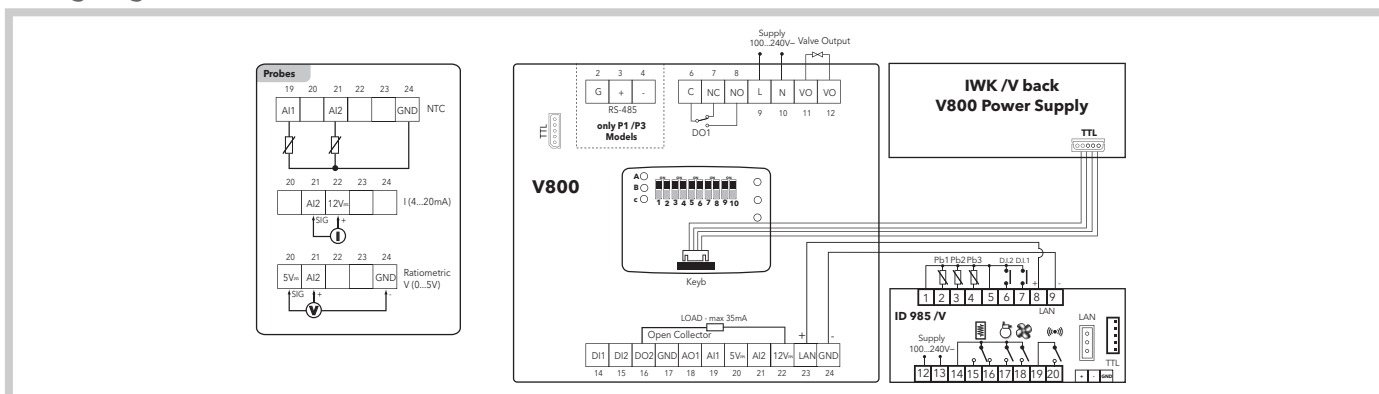 Probes
19 20 21 22 23 24
AI1 AI2 GND NTC
20 21 22 23 24
AI2 12V I (4...20mA)
SIG +
I
20 21 22 23 24
5V AI2 GND Ratiometric
V (0...5V)
SIG + -
V
Supply
100...240V~ Valve Output
2 3 4 6 7 8
G + - C NC NO L N VO VO
RS-485 9 10 11 12
only P1 /P3
Models
DO1
TTL
V800
A
B
c
ON ON ON ON ON
1 2 3 4 5 6 7 8 9 10
Keyb
LOAD - max 35mA
Open Collector + -
DI1 DI2 DO2 GND AO1 AI1 5V AI2 12V LAN GND
14 15 16 17 18 19 20 21 22 23 24
IWK /V back
V800 Power Supply
TTL
Pb1 Pb2 Pb3 D.I.2 D.I.1 + -
1 2 3 4 5 6 7 8 9
LAN
ID 985 /V LAN
Supply
100...240V~
TTL
12 13 14 15 16 17 18 19 20
+ - GND